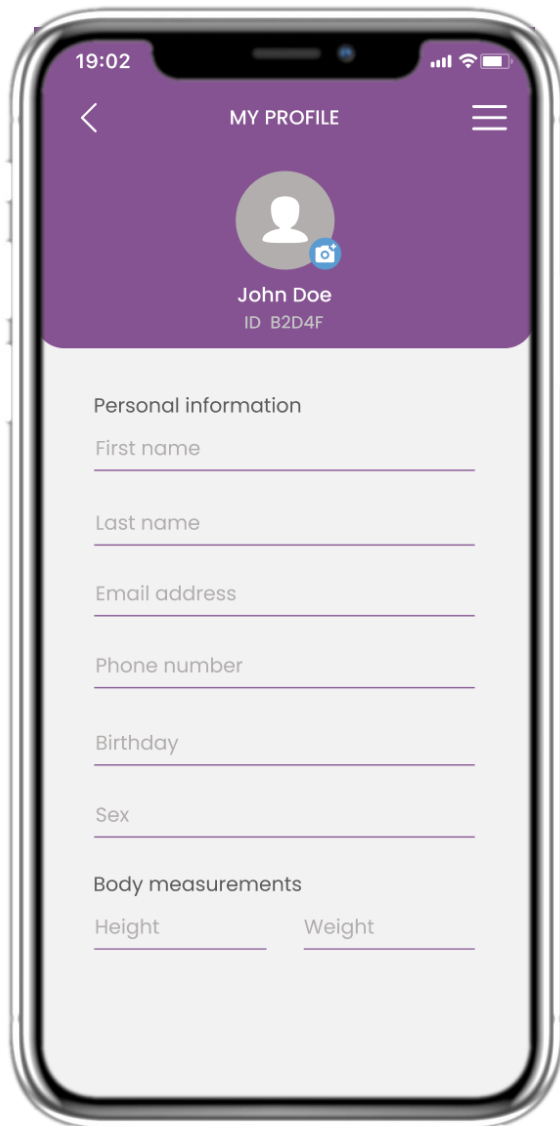 19:02
MY PROFILE
John Doe
ID B2D4F
Personal information
First name
Last name
Email address
Phone number
Birthday
Sex
Body measurements
Height Weight